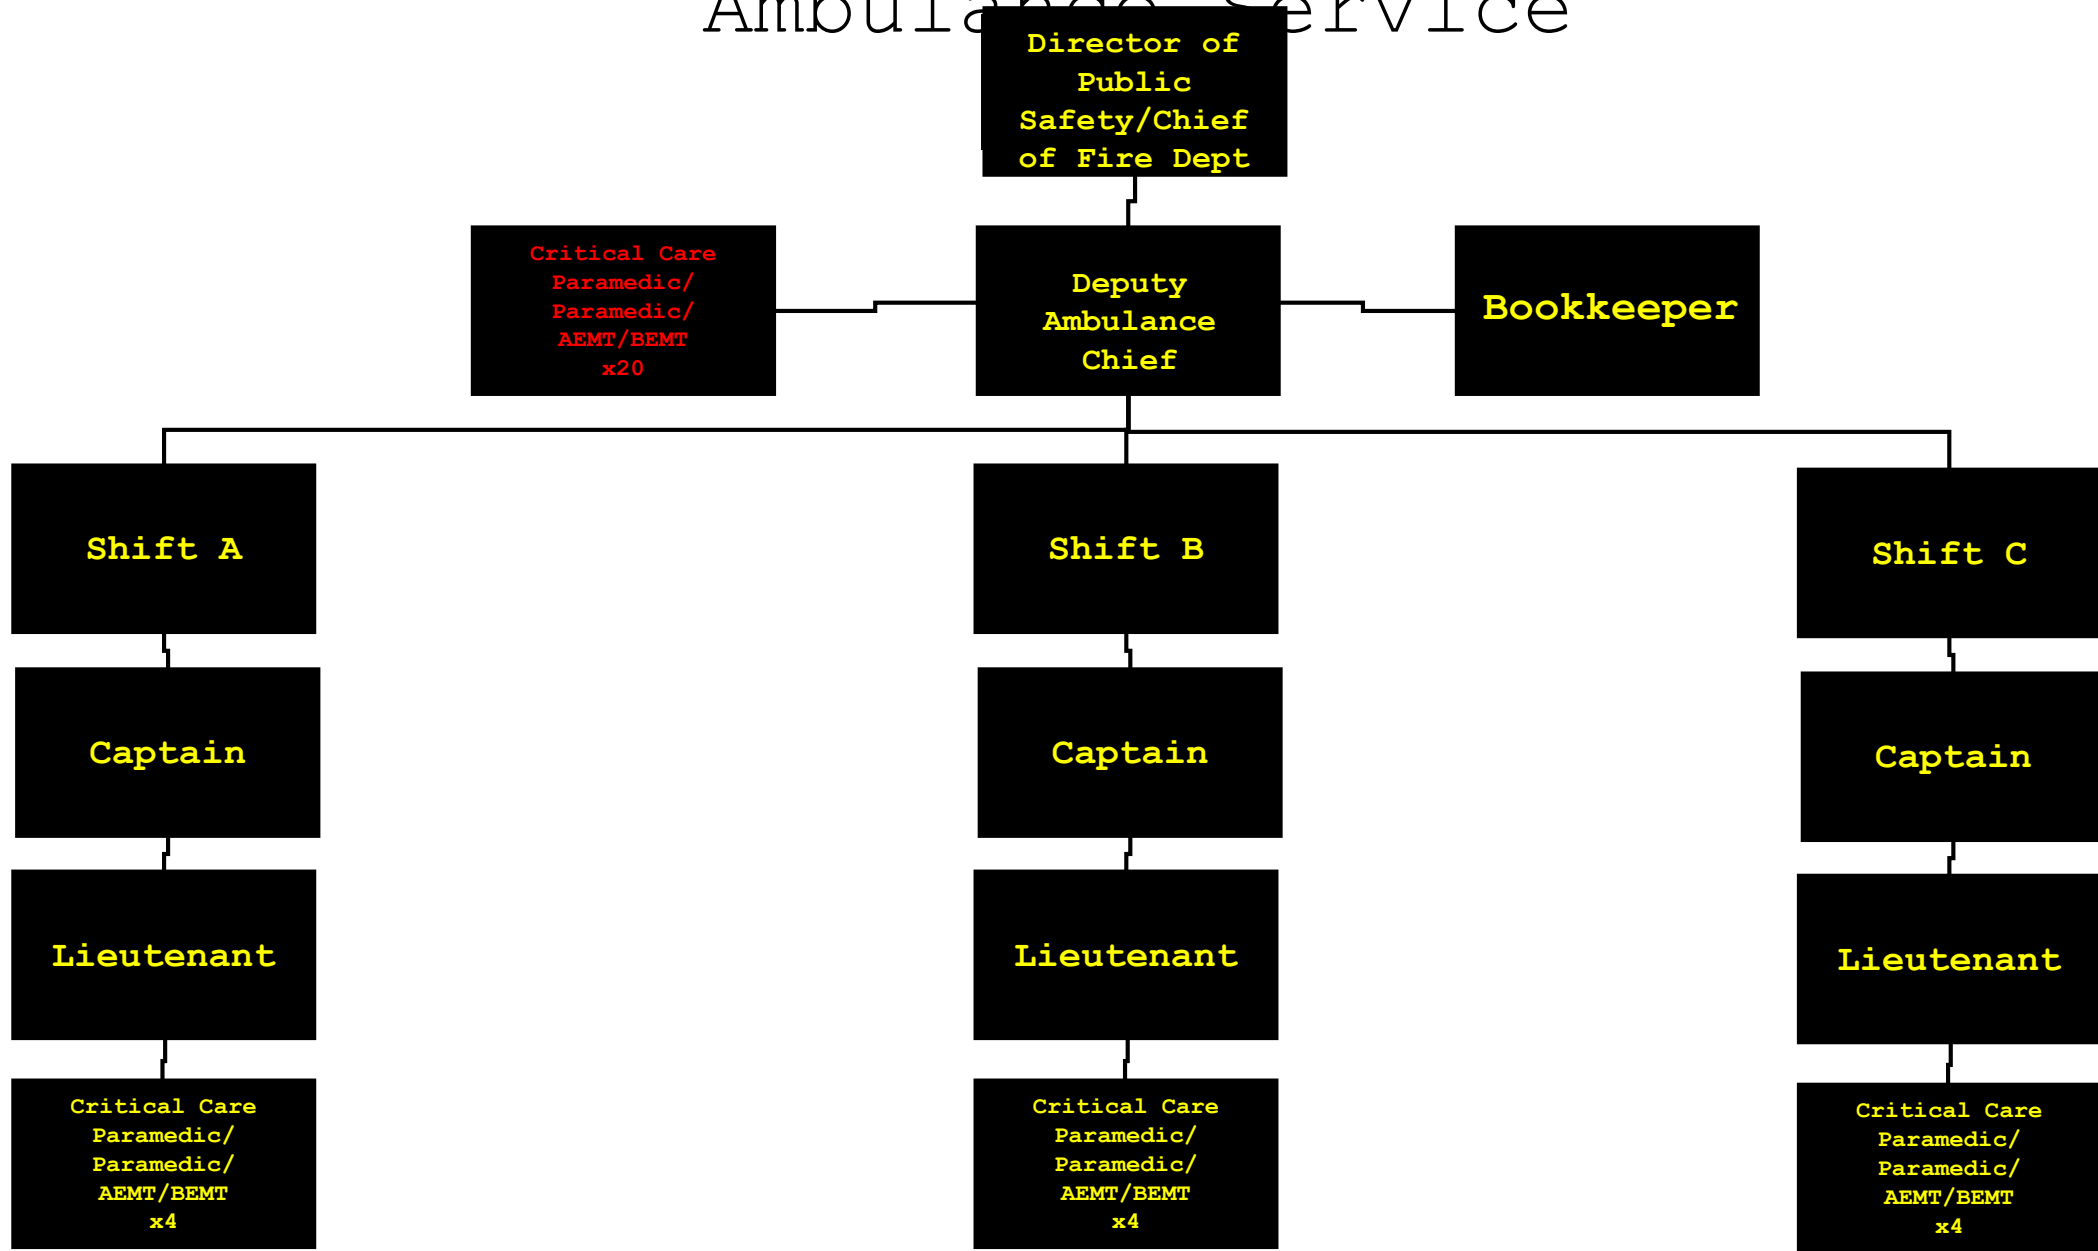 Ambulance Service
Director of
Public
Safety/Chief
of Fire Dept
Critical Care
Paramedic/
Paramedic/
AEMT/BEMT
x20
Deputy
Ambulance
Chief
Bookkeeper
Shift A
Shift B
Shift C
Captain
Captain
Captain
Lieutenant
Lieutenant
Lieutenant
Critical Care
Paramedic/
Paramedic/
AEMT/BEMT
x4
Critical Care
Paramedic/
Paramedic/
AEMT/BEMT
x4
Critical Care
Paramedic/
Paramedic/
AEMT/BEMT
x4